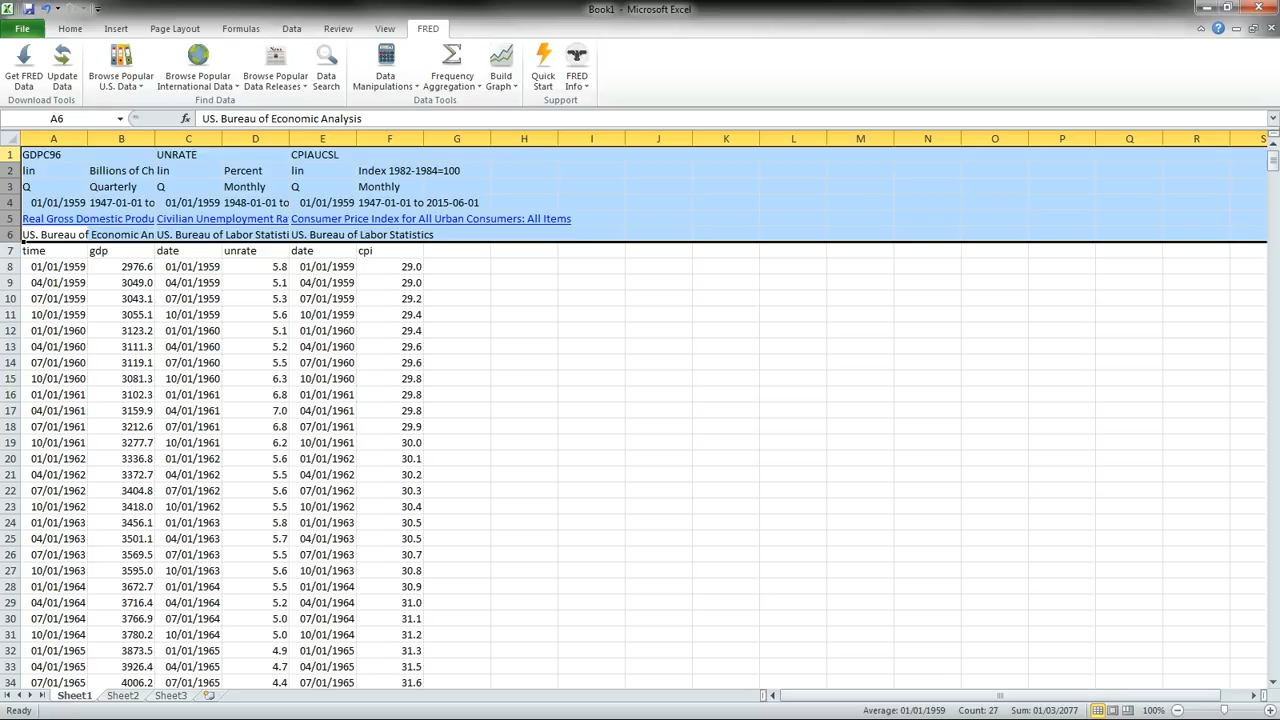 Book1 - Microsoft Excel
File Home Insert Page Layout Formulas Data Review View FRED
Get FRED Data Update Data Browse Popular U.S. Data Browse Popular International Data Browse Popular Data Releases Data Search Data Manipulations Frequency Aggregation Build Graph Quick Start FRED Info
Download Tools Find Data Data Tools Support
A6 fx US. Bureau of Economic Analysis
A B C D E F G H I J K L M N O P Q R S
1 GDPC96 UNRATE CPIAUCSL
2 lin Billions of Ch lin Percent lin Index 1982-1984=100
3 Q Quarterly Q Monthly Q Monthly
4 01/01/1959 1947-01-01 to 01/01/1959 1948-01-01 to 01/01/1959 1947-01-01 to 2015-06-01
5 Real Gross Domestic Produ Civilian Unemployment Ra Consumer Price Index for All Urban Consumers: All Items
6 US. Bureau of Economic An US. Bureau of Labor Statisti US. Bureau of Labor Statistics
7 time gdp date unrate date cpi
8 01/01/1959 2976.6 01/01/1959 5.8 01/01/1959 29.0
9 04/01/1959 3049.0 04/01/1959 5.1 04/01/1959 29.0
10 07/01/1959 3043.1 07/01/1959 5.3 07/01/1959 29.2
11 10/01/1959 3055.1 10/01/1959 5.6 10/01/1959 29.4
12 01/01/1960 3123.2 01/01/1960 5.1 01/01/1960 29.4
13 04/01/1960 3111.3 04/01/1960 5.2 04/01/1960 29.6
14 07/01/1960 3119.1 07/01/1960 5.5 07/01/1960 29.6
15 10/01/1960 3081.3 10/01/1960 6.3 10/01/1960 29.8
16 01/01/1961 3102.3 01/01/1961 6.8 01/01/1961 29.8
17 04/01/1961 3159.9 04/01/1961 7.0 04/01/1961 29.8
18 07/01/1961 3212.6 07/01/1961 6.8 07/01/1961 29.9
19 10/01/1961 3277.7 10/01/1961 6.2 10/01/1961 30.0
20 01/01/1962 3336.8 01/01/1962 5.6 01/01/1962 30.1
21 04/01/1962 3372.7 04/01/1962 5.5 04/01/1962 30.2
22 07/01/1962 3404.8 07/01/1962 5.6 07/01/1962 30.3
23 10/01/1962 3418.0 10/01/1962 5.5 10/01/1962 30.4
24 01/01/1963 3456.1 01/01/1963 5.8 01/01/1963 30.5
25 04/01/1963 3501.1 04/01/1963 5.7 04/01/1963 30.5
26 07/01/1963 3569.5 07/01/1963 5.5 07/01/1963 30.7
27 10/01/1963 3595.0 10/01/1963 5.6 10/01/1963 30.8
28 01/01/1964 3672.7 01/01/1964 5.5 01/01/1964 30.9
29 04/01/1964 3716.4 04/01/1964 5.2 04/01/1964 31.0
30 07/01/1964 3766.9 07/01/1964 5.0 07/01/1964 31.1
31 10/01/1964 3780.2 10/01/1964 5.0 10/01/1964 31.2
32 01/01/1965 3873.5 01/01/1965 4.9 01/01/1965 31.3
33 04/01/1965 3926.4 04/01/1965 4.7 04/01/1965 31.5
34 07/01/1965 4006.2 07/01/1965 4.4 07/01/1965 31.6
Sheet1 Sheet2 Sheet3
Ready Average: 01/01/1959 Count: 27 Sum: 01/03/2077 100%